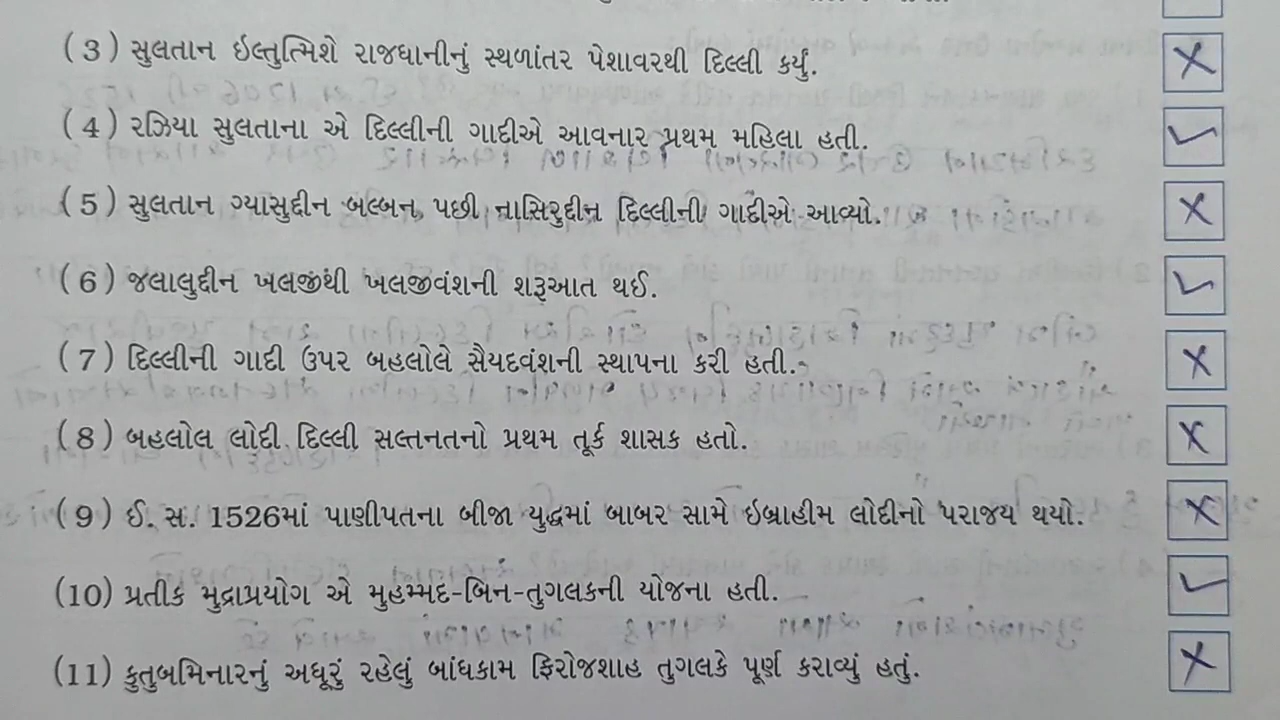 (3) સુલતાન ઇલ્તુત્મિશે રાજધાનીનું સ્થળાંતર પેશાવરથી દિલ્લી કર્યું. ✗
(4) રઝિયા સુલતાના એ દિલ્લીની ગાદીએ આવનાર પ્રથમ મહિલા હતી. ✓
(5) સુલતાન ગ્યાસુદ્દીન બલ્બન પછી નાસિરુદ્દીન દિલ્લીની ગાદીએ આવ્યો. ✗
(6) જલાલુદ્દીન ખલજીથી ખલજીવંશની શરૂઆત થઈ. ✓
(7) દિલ્લીની ગાદી ઉપર બહલોલે સૈયદવંશની સ્થાપના કરી હતી. ✗
(8) બહલોલ લોદી દિલ્લી સલ્તનતનો પ્રથમ તૂર્ક શાસક હતો. ✗
(9) ઈ. સ. 1526માં પાણીપતના બીજા યુદ્ધમાં બાબર સામે ઇબ્રાહીમ લોદીનો પરાજય થયો. ✗
(10) પ્રતીક મુદ્રાપ્રયોગ એ મુહમ્મદ-બિન-તુગલકની યોજના હતી. ✓
(11) કુતુબમિનારનું અધૂરું રહેલું બાંધકામ ફિરોજશાહ તુગલકે પૂર્ણ કરાવ્યું હતું. ✗